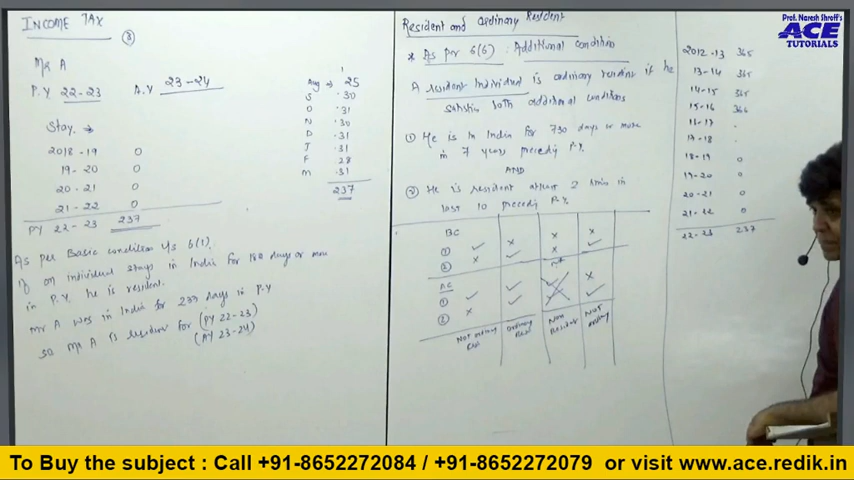 INCOME TAX
③
Mr A
P.Y 22-23 A.Y 23-24
Stay →
2018-19 0
19-20 0
20-21 0
21-22 0
PY 22-23 237
As per Basic condition u/s 6(1).
if an individual stays in India for 182 days or more
in P.Y. he is resident.
Mr A was in India for 237 days in P.Y
so Mr A is resident for (PY 22-23)
(AY 23-24)
Aug → 25
S 30
O 31
N 30
D 31
J 31
F 28
M 31
237
Resident and Ordinary Resident
* As per 6(6) : Additional condition
A resident individual is ordinary resident if he
satisfies both additional conditions
① He is in India for 730 days or more
in 7 years preceding P.Y.
AND
② He is resident atleast 2 times in
last 10 preceding P.Y.
BC
① ✓ × × ×
② × ✓ × ✓
AC
① ✓ ✓ ×
② × ✓ ✓
Not ordinary Resi
Ordinary Resi
Non Resident
Not ordinary
2012-13 365
13-14 365
14-15 365
15-16 366
16-17
17-18
18-19 0
19-20 0
20-21 0
21-22 0
22-23 237
Prof. Naresh Shroff's
ACE
TUTORIALS
To Buy the subject : Call +91-8652272084 / +91-8652272079 or visit www.ace.redik.in